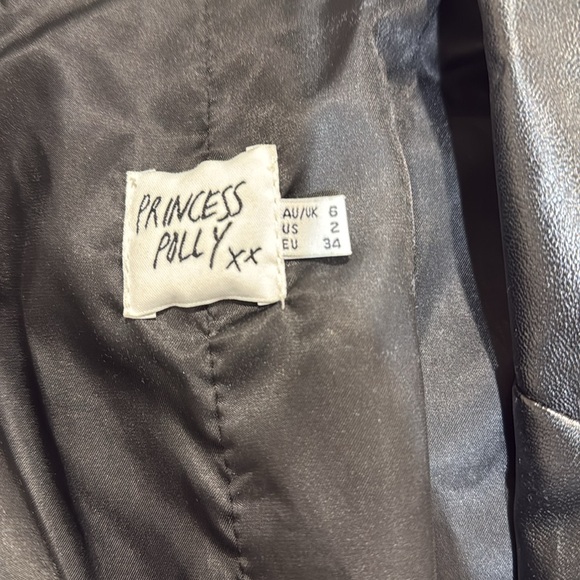 PRINCESS
POLLY xx
AU/UK 6
US 2
EU 34